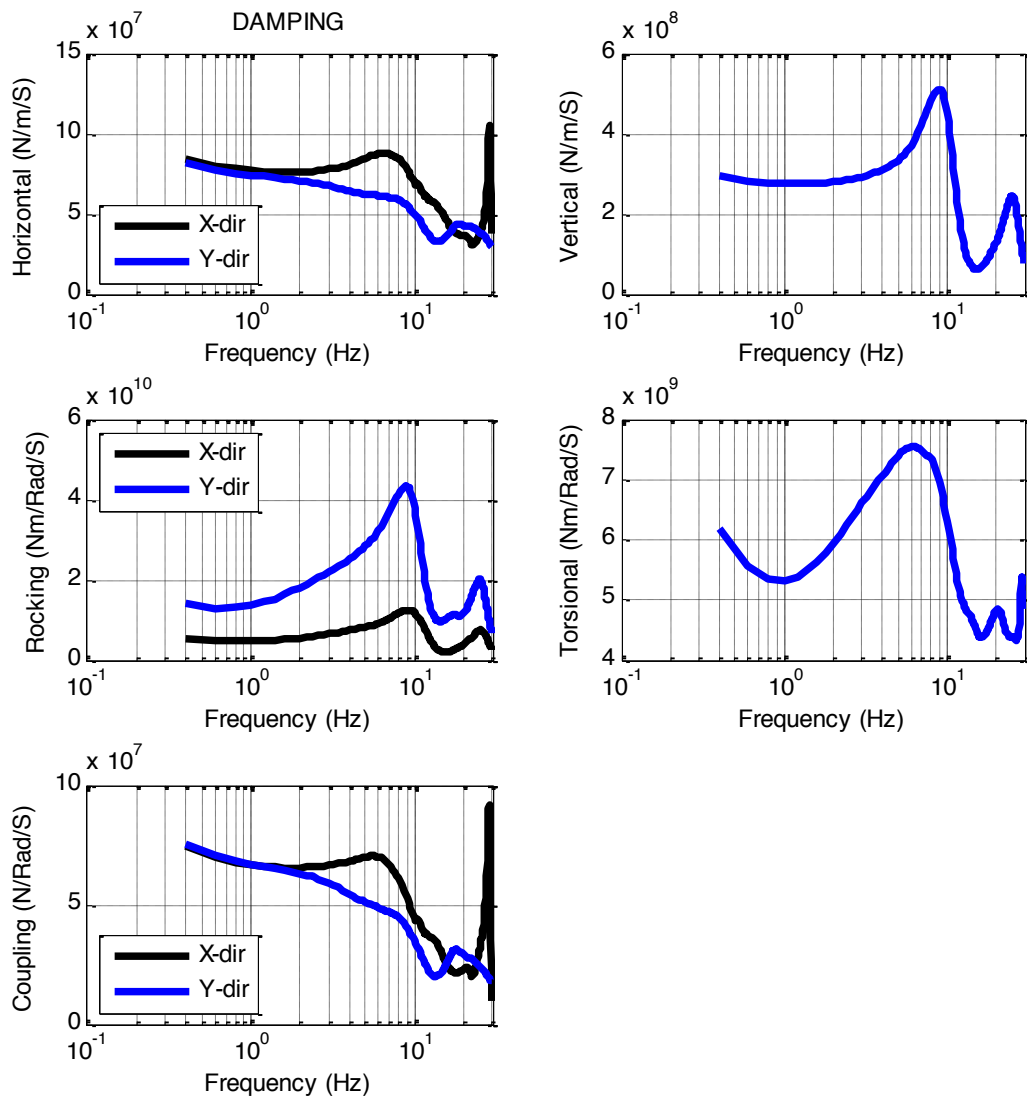 DAMPING
x 10^7
15
10
5
0
Horizontal (N/m/S)
X-dir
Y-dir
10^-1
10^0
10^1
Frequency (Hz)
x 10^8
6
4
2
0
Vertical (N/m/S)
10^-1
10^0
10^1
Frequency (Hz)
x 10^10
6
4
2
0
Rocking (Nm/Rad/S)
X-dir
Y-dir
10^-1
10^0
10^1
Frequency (Hz)
x 10^9
8
7
6
5
4
Torsional (Nm/Rad/S)
10^-1
10^0
10^1
Frequency (Hz)
x 10^7
10
5
0
Coupling (N/Rad/S)
X-dir
Y-dir
10^-1
10^0
10^1
Frequency (Hz)